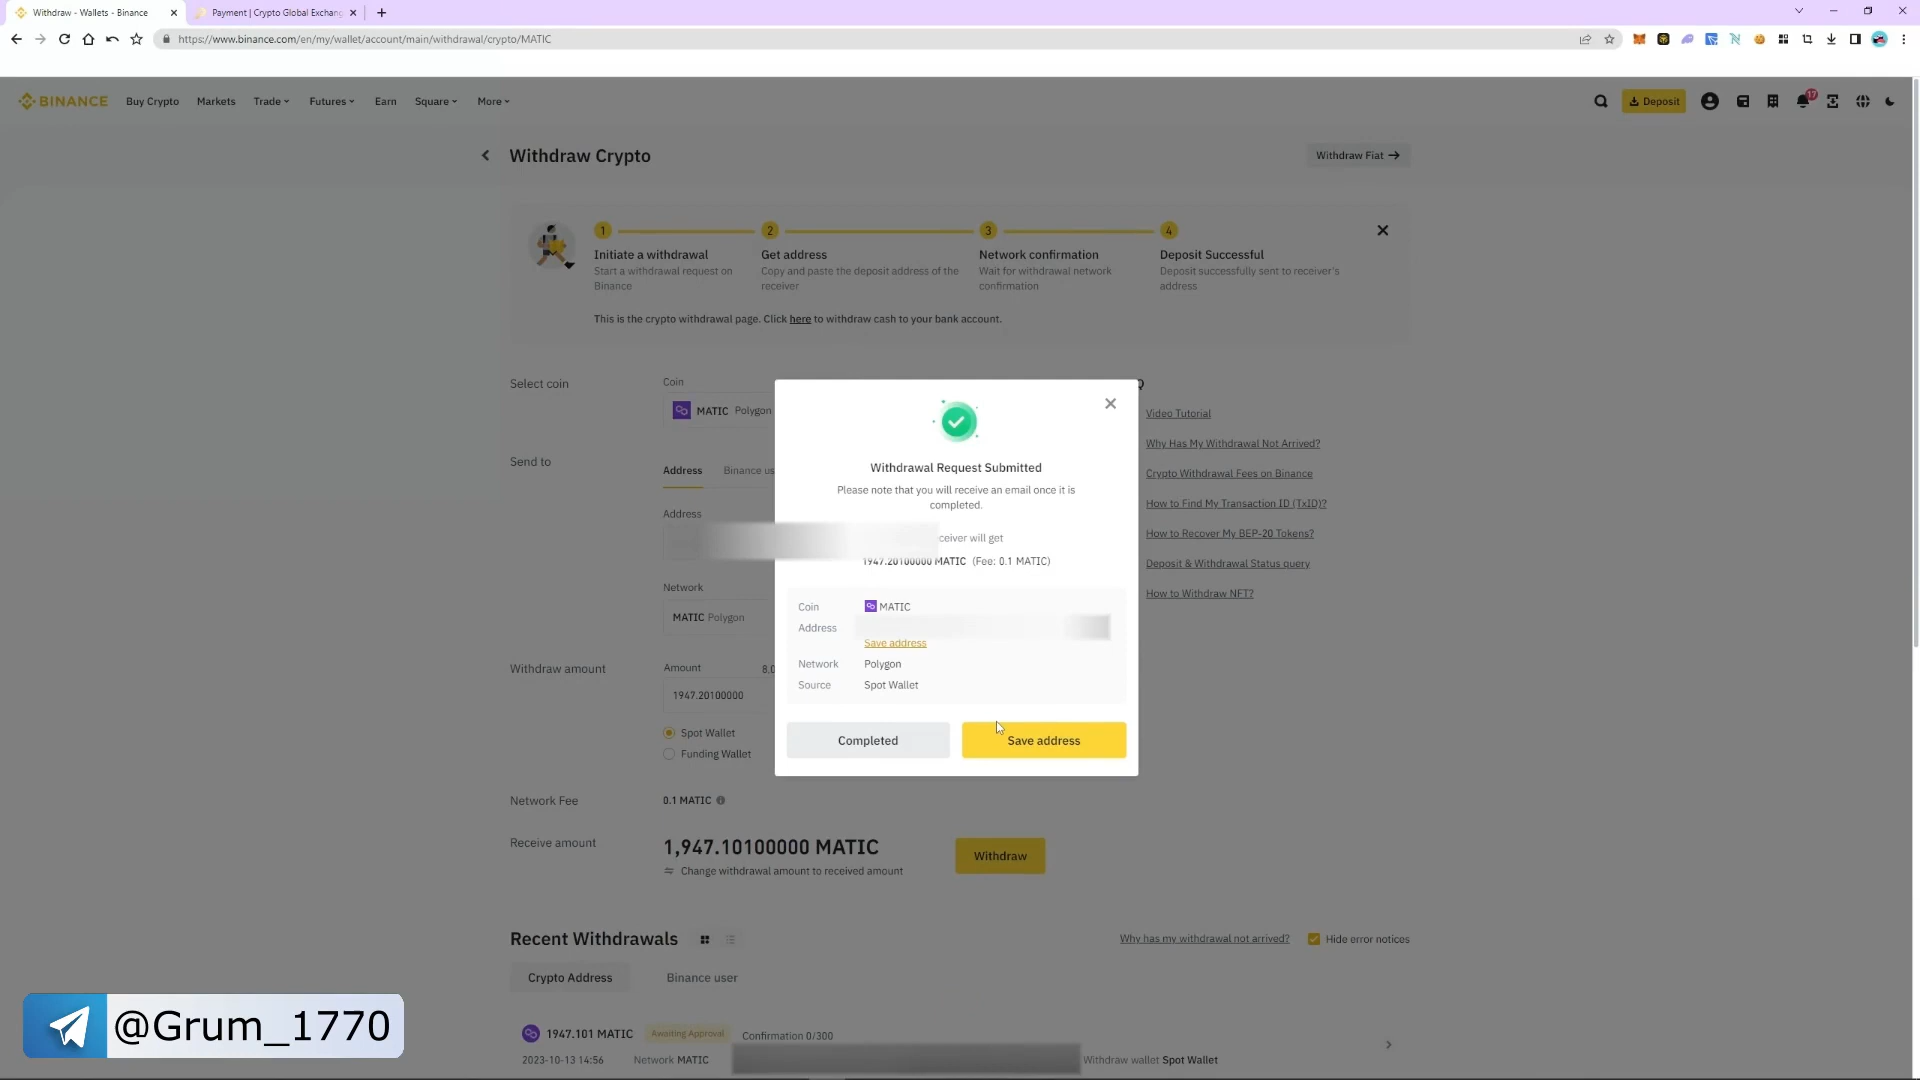 Withdraw - Wallets - Binance
Payment | Crypto Global Exchang
https://www.binance.com/en/my/wallet/account/main/withdrawal/crypto/MATIC
BINANCE Buy Crypto Markets Trade Futures Earn Square More Deposit 17
Withdraw Crypto Withdraw Fiat →
1 2 3 4
Initiate a withdrawal
Start a withdrawal request on
Binance
Get address
Copy and paste the deposit address of the
receiver
Network confirmation
Wait for withdrawal network
confirmation
Deposit Successful
Deposit successfully sent to receiver's
address
This is the crypto withdrawal page. Click here to withdraw cash to your bank account.
Select coin
Coin
MATIC Polygon
Send to
Address Binance us
Address
Network
MATIC Polygon
Withdraw amount
Amount 8.0
1947.20100000
Spot Wallet
Funding Wallet
Network Fee 0.1 MATIC
Receive amount 1,947.10100000 MATIC
Change withdrawal amount to received amount
Withdraw
Withdrawal Request Submitted
Please note that you will receive an email once it is
completed.
ceiver will get
1947.20100000 MATIC (Fee: 0.1 MATIC)
Coin MATIC
Address
Save address
Network Polygon
Source Spot Wallet
Completed Save address
Q
Video Tutorial
Why Has My Withdrawal Not Arrived?
Crypto Withdrawal Fees on Binance
How to Find My Transaction ID (TxID)?
How to Recover My BEP-20 Tokens?
Deposit & Withdrawal Status query
How to Withdraw NFT?
Recent Withdrawals Why has my withdrawal not arrived? Hide error notices
Crypto Address Binance user
1947.101 MATIC Awaiting Approval Confirmation 0/300
2023-10-13 14:56 Network MATIC Withdraw wallet Spot Wallet
@Grum_1770